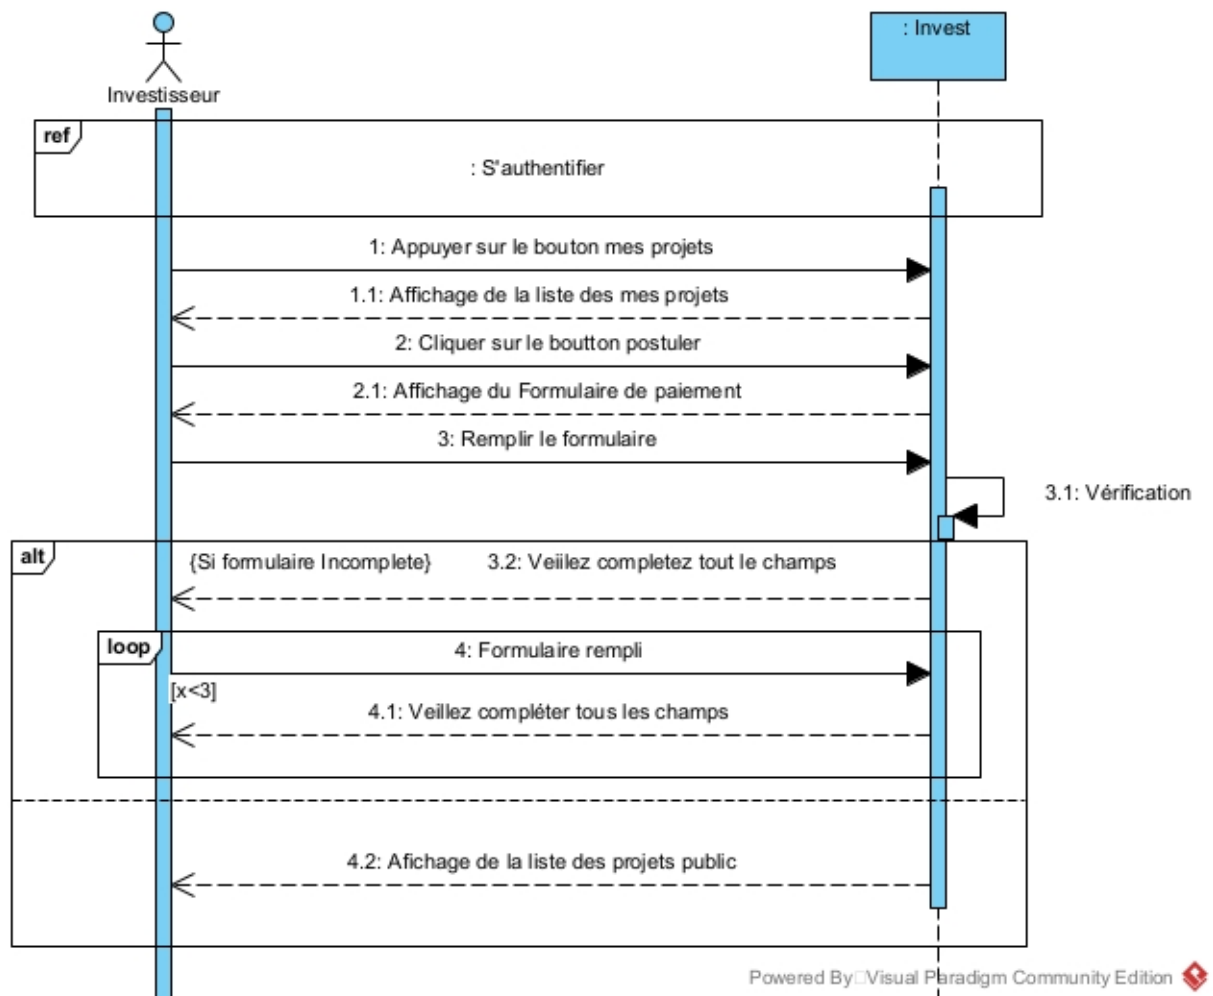 : Invest
Investisseur
ref
: S'authentifier
1: Appuyer sur le bouton mes projets
1.1: Affichage de la liste des mes projets
2: Cliquer sur le boutton postuler
2.1: Affichage du Formulaire de paiement
3: Remplir le formulaire
3.1: Vérification
alt
{Si formulaire Incomplete} 3.2: Veiilez completez tout le champs
loop
4: Formulaire rempli
[x<3]
4.1: Veillez compléter tous les champs
4.2: Afichage de la liste des projets public
Powered By Visual Paradigm Community Edition